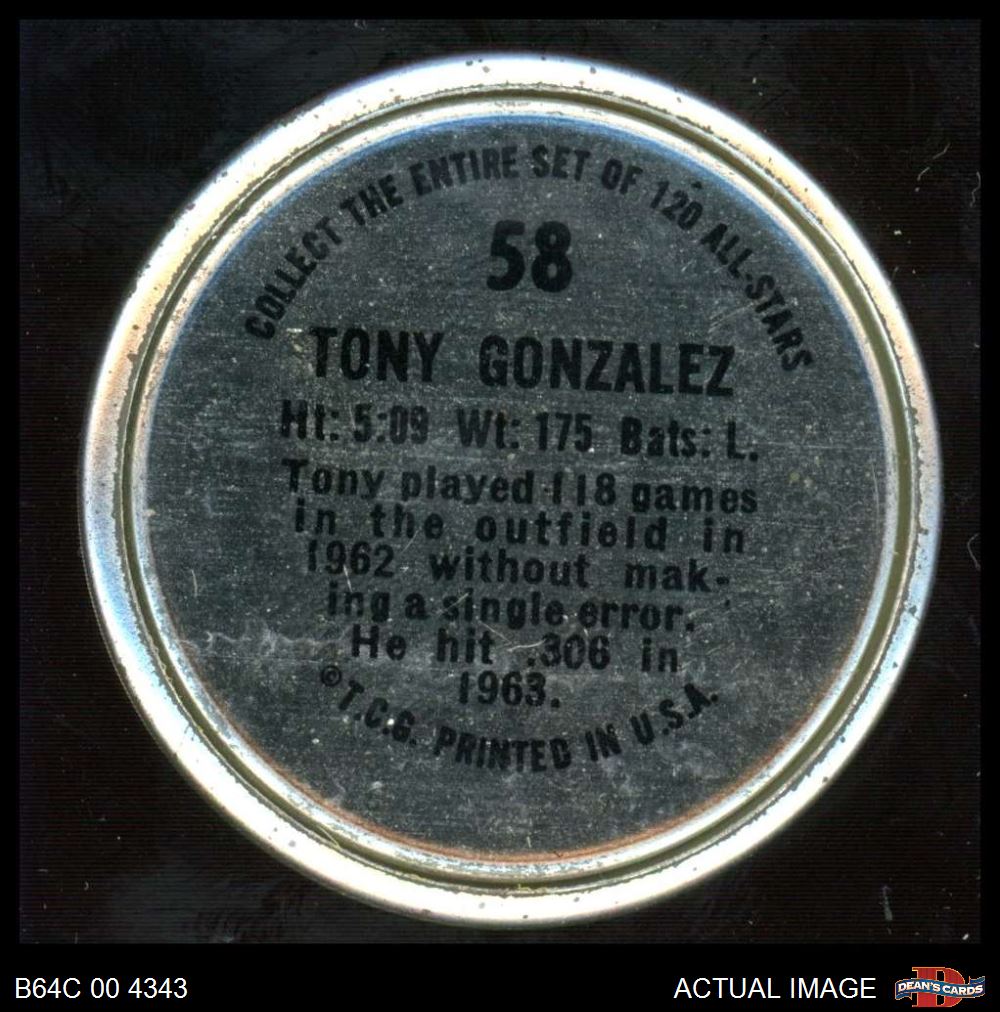 COLLECT THE ENTIRE SET OF 120 ALL-STARS
58
TONY GONZALEZ
Ht: 5:09 Wt: 175 Bats: L.
Tony played 118 games
in the outfield in
1962 without mak-
ing a single error.
He hit .306 in
1963.
©T.C.G. PRINTED IN U.S.A.
B64C 00 4343
ACTUAL IMAGE
D
DEAN'S CARDS